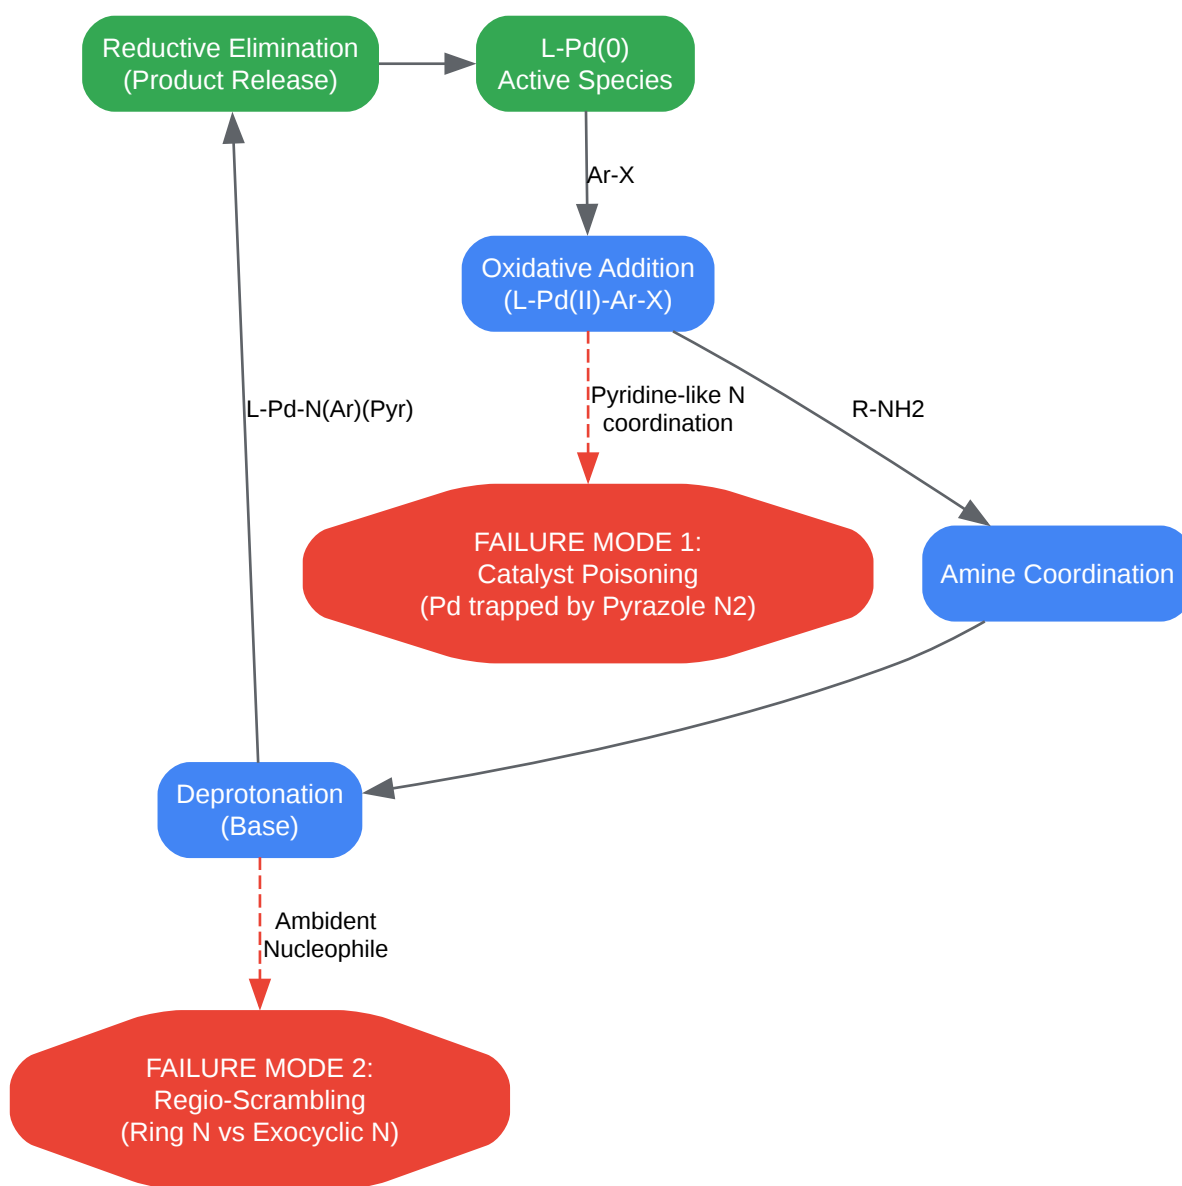 Reductive Elimination
(Product Release)
L-Pd(0)
Active Species
Ar-X
Oxidative Addition
(L-Pd(II)-Ar-X)
Pyridine-like N
coordination
R-NH2
L-Pd-N(Ar)(Pyr)
FAILURE MODE 1:
Catalyst Poisoning
(Pd trapped by Pyrazole N2)
Amine Coordination
Deprotonation
(Base)
Ambident
Nucleophile
FAILURE MODE 2:
Regio-Scrambling
(Ring N vs Exocyclic N)